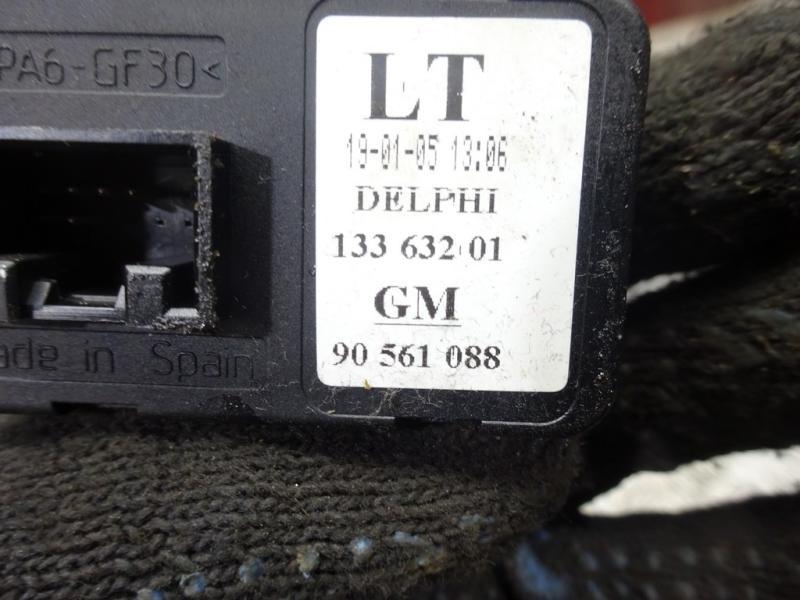 PA6-GF30<
LT
19-01-05 13:06
DELPHI
133 632 01
GM
90 561 088
ade in Spain